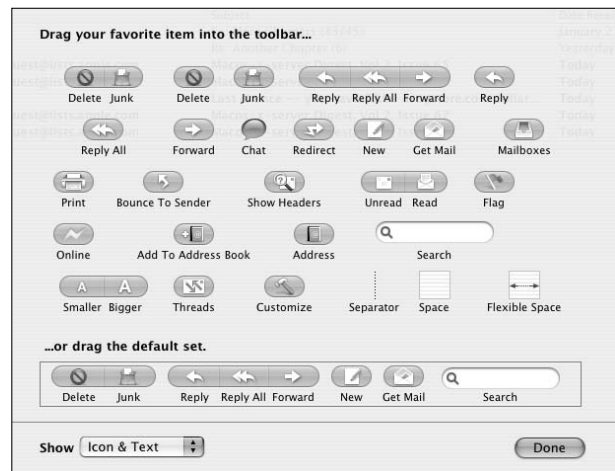 Drag your favorite item into the toolbar...
Delete Junk Delete Junk Reply Reply All Forward Reply
Reply All Forward Chat Redirect New Get Mail Mailboxes
Print Bounce To Sender Show Headers Unread Read Flag
Online Add To Address Book Address Search
A A
Smaller Bigger Threads Customize Separator Space Flexible Space
...or drag the default set.
Delete Junk Reply Reply All Forward New Get Mail Search
Show Icon & Text Done